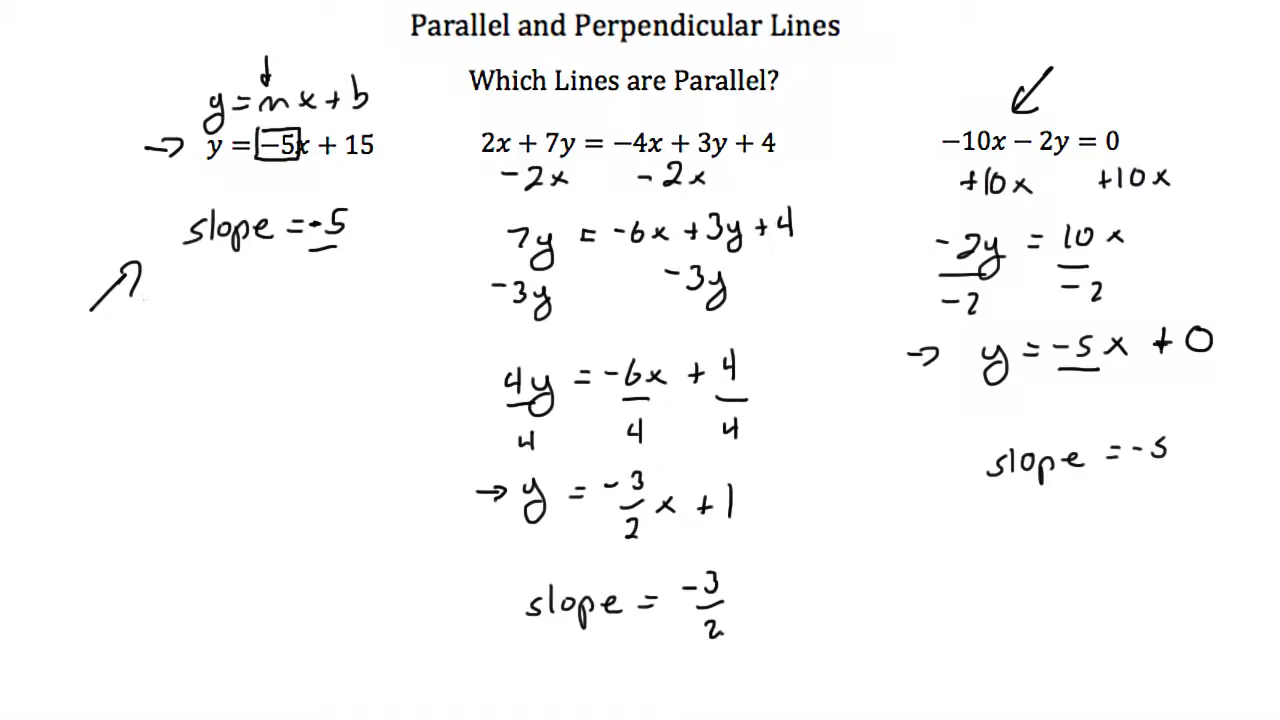 Parallel and Perpendicular Lines
Which Lines are Parallel?
y = mx + b
→ y = −5x + 15
slope = -5
2x + 7y = −4x + 3y + 4
-2x -2x
7y = -6x + 3y + 4
-3y -3y
4y = -6x + 4
4 4 4
→ y = -3/2 x + 1
slope = -3/2
−10x − 2y = 0
+10x +10x
-2y = 10x
-2 -2
→ y = -5x + 0
slope = -5